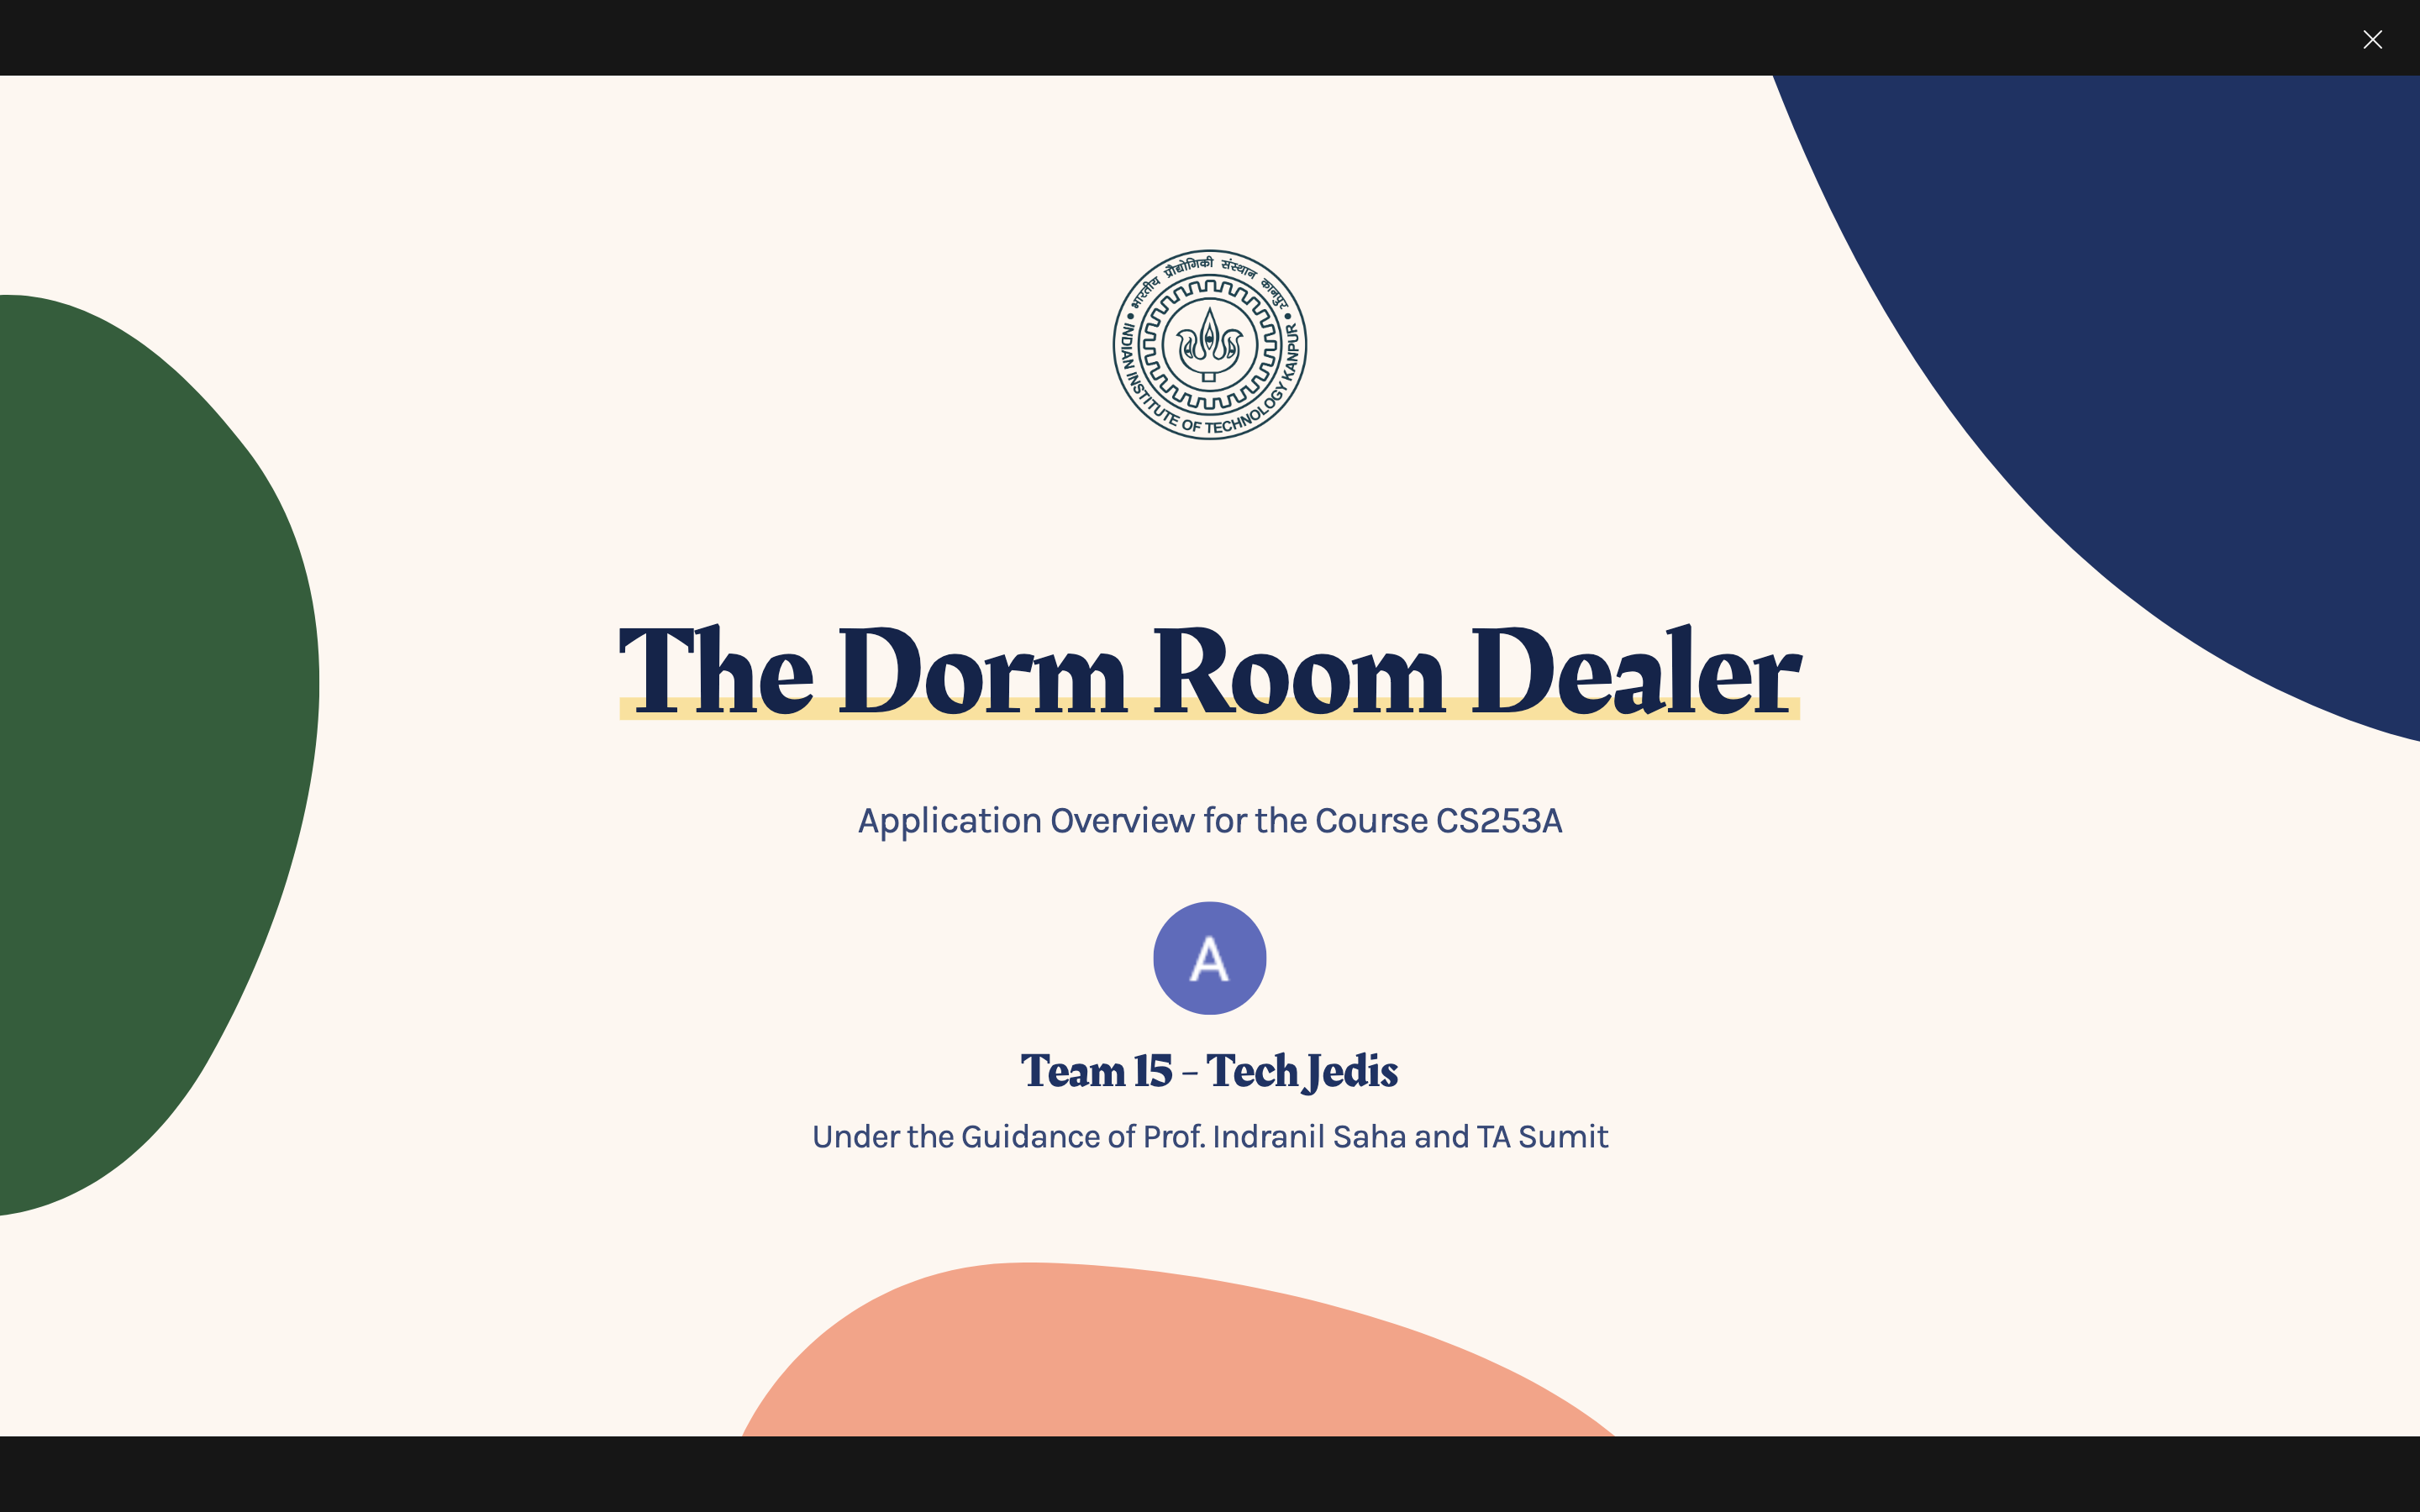 भारतीय प्रौद्योगिकी संस्थान कानपुर
INDIAN INSTITUTE OF TECHNOLOGY KANPUR
The Dorm Room Dealer
Application Overview for the Course CS253A
A
Team 15 - Tech Jedis
Under the Guidance of Prof. Indranil Saha and TA Sumit